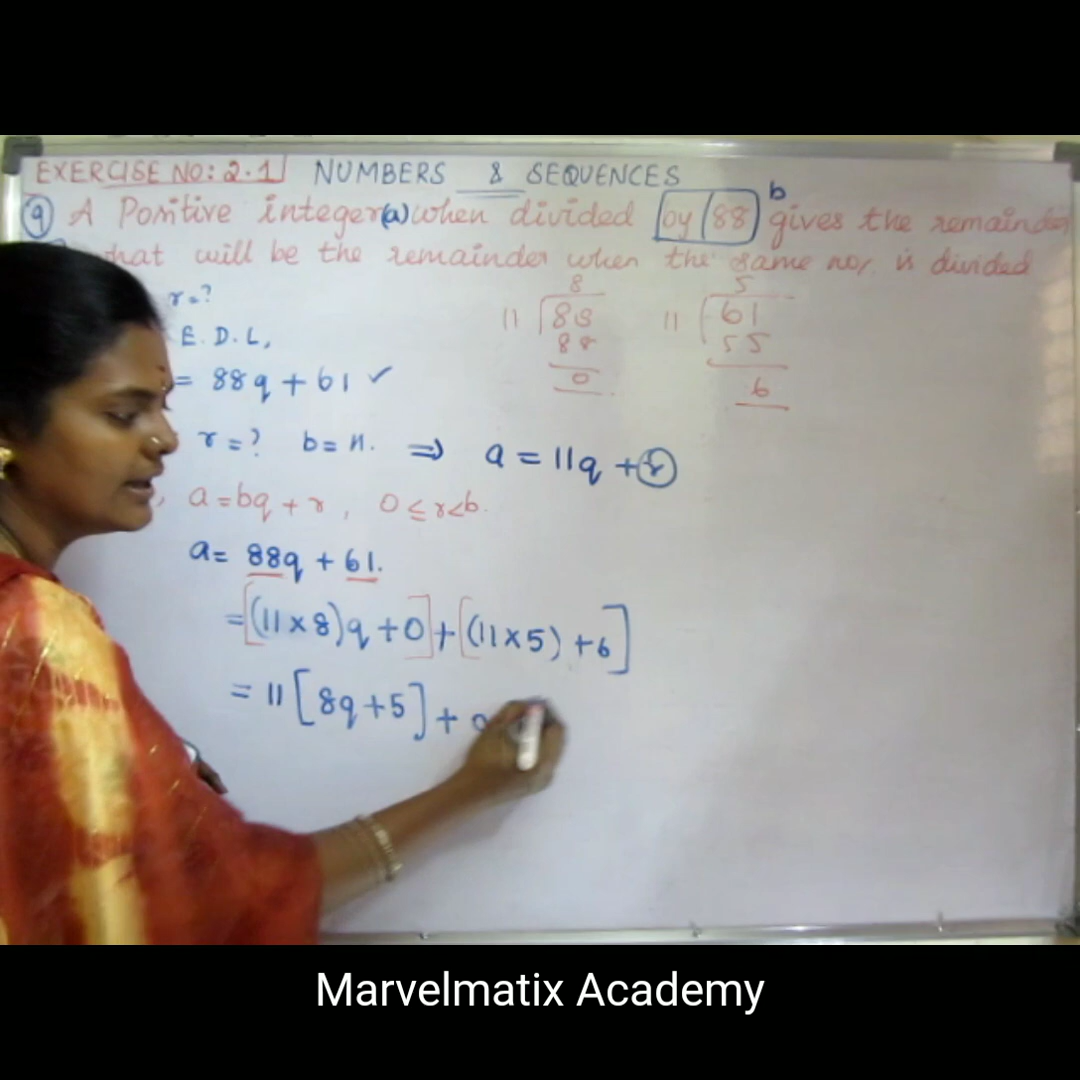 EXERCISE NO: 2.1 NUMBERS & SEQUENCES
9 A Positive integer(a) when divided by 88 b gives the remainder
what will be the remainder when the same no/ is divided
r=?
8
11 88
88
0
5
11 61
55
6
E.D.L,
= 88q + 61 ✓
r=? b=11. ⇒ a = 11q + r
, a=bq+r, 0≤r<b.
a= 88q + 61.
=[(11×8)q+0]+[(11×5)+6]
= 11[8q+5]+ 0
Marvelmatix Academy